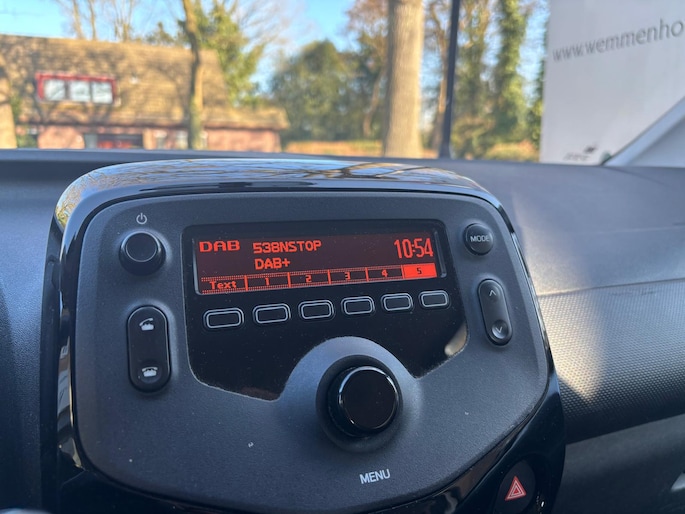 www.wemmenho
DAB 538NSTOP 10:54
DAB+
Text 1 2 3 4 5
MODE
MENU